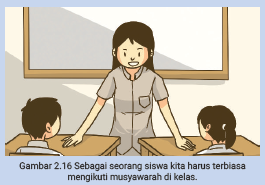 Gambar 2.16 Sebagai seorang siswa kita harus terbiasa
mengikuti musyawarah di kelas.